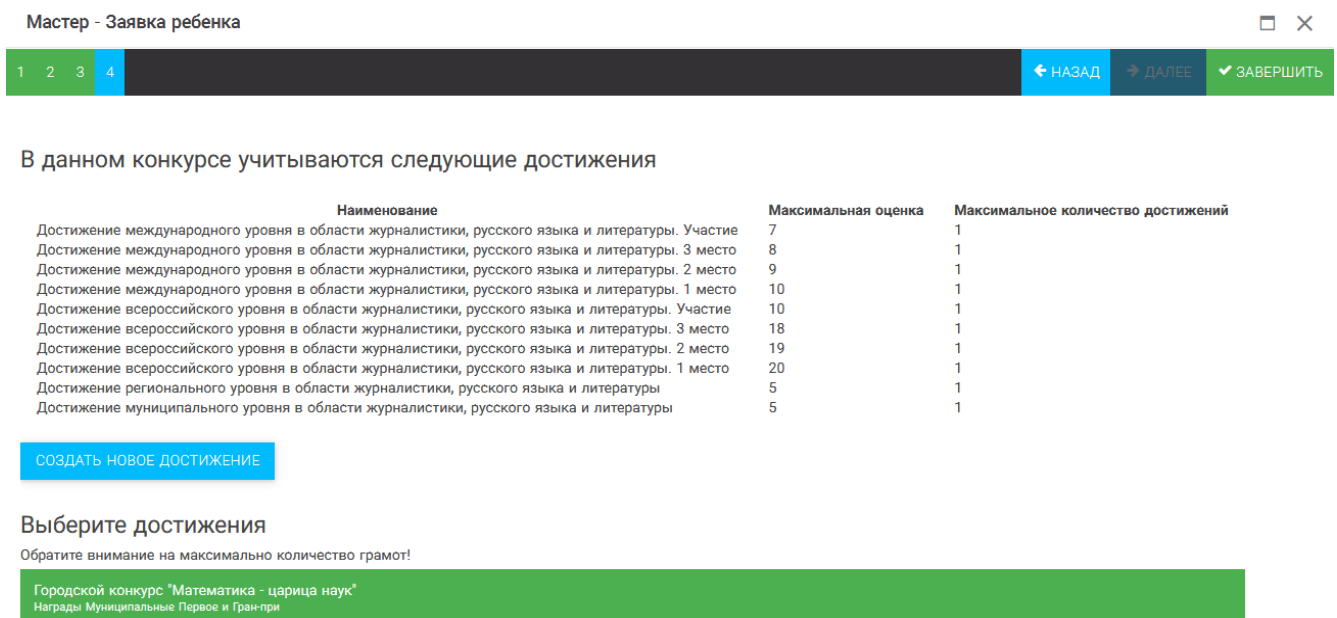 Мастер - Заявка ребенка
1 2 3 4 НАЗАД ДАЛЕЕ ЗАВЕРШИТЬ
В данном конкурсе учитываются следующие достижения
Наименование Максимальная оценка Максимальное количество достижений
Достижение международного уровня в области журналистики, русского языка и литературы. Участие 7 1
Достижение международного уровня в области журналистики, русского языка и литературы. 3 место 8 1
Достижение международного уровня в области журналистики, русского языка и литературы. 2 место 9 1
Достижение международного уровня в области журналистики, русского языка и литературы. 1 место 10 1
Достижение всероссийского уровня в области журналистики, русского языка и литературы. Участие 10 1
Достижение всероссийского уровня в области журналистики, русского языка и литературы. 3 место 18 1
Достижение всероссийского уровня в области журналистики, русского языка и литературы. 2 место 19 1
Достижение всероссийского уровня в области журналистики, русского языка и литературы. 1 место 20 1
Достижение регионального уровня в области журналистики, русского языка и литературы 5 1
Достижение муниципального уровня в области журналистики, русского языка и литературы 5 1
СОЗДАТЬ НОВОЕ ДОСТИЖЕНИЕ
Выберите достижения
Обратите внимание на максимально количество грамот!
Городской конкурс "Математика - царица наук"
Награды Муниципальные Первое и Гран-при